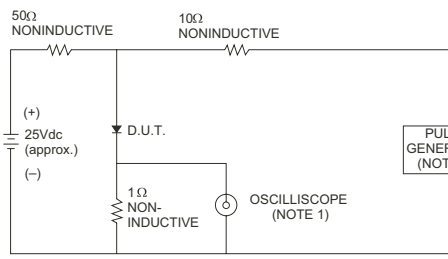 50Ω
NONINDUCTIVE
10Ω
NONINDUCTIVE
(+)
25Vdc
(approx.)
(–)
D.U.T.
1Ω
NON-
INDUCTIVE
OSCILLISCOPE
(NOTE 1)